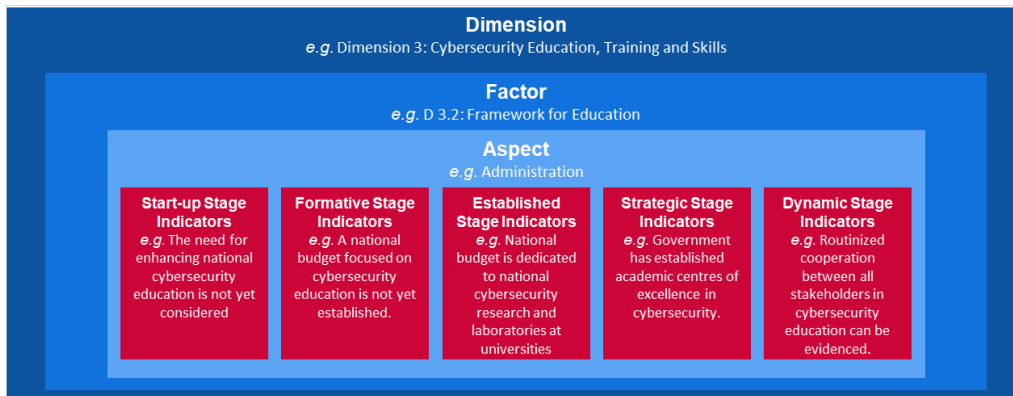 Dimension
e.g. Dimension 3: Cybersecurity Education, Training and Skills
Factor
e.g. D 3.2: Framework for Education
Aspect
e.g. Administration
Start-up Stage
Indicators
e.g. The need for
enhancing national
cybersecurity
education is not yet
considered
Formative Stage
Indicators
e.g. A national
budget focused on
cybersecurity
education is not yet
established.
Established
Stage Indicators
e.g. National
budget is dedicated
to national
cybersecurity
research and
laboratories at
universities
Strategic Stage
Indicators
e.g. Government
has established
academic centres of
excellence in
cybersecurity.
Dynamic Stage
Indicators
e.g. Routinized
cooperation
between all
stakeholders in
cybersecurity
education can be
evidenced.